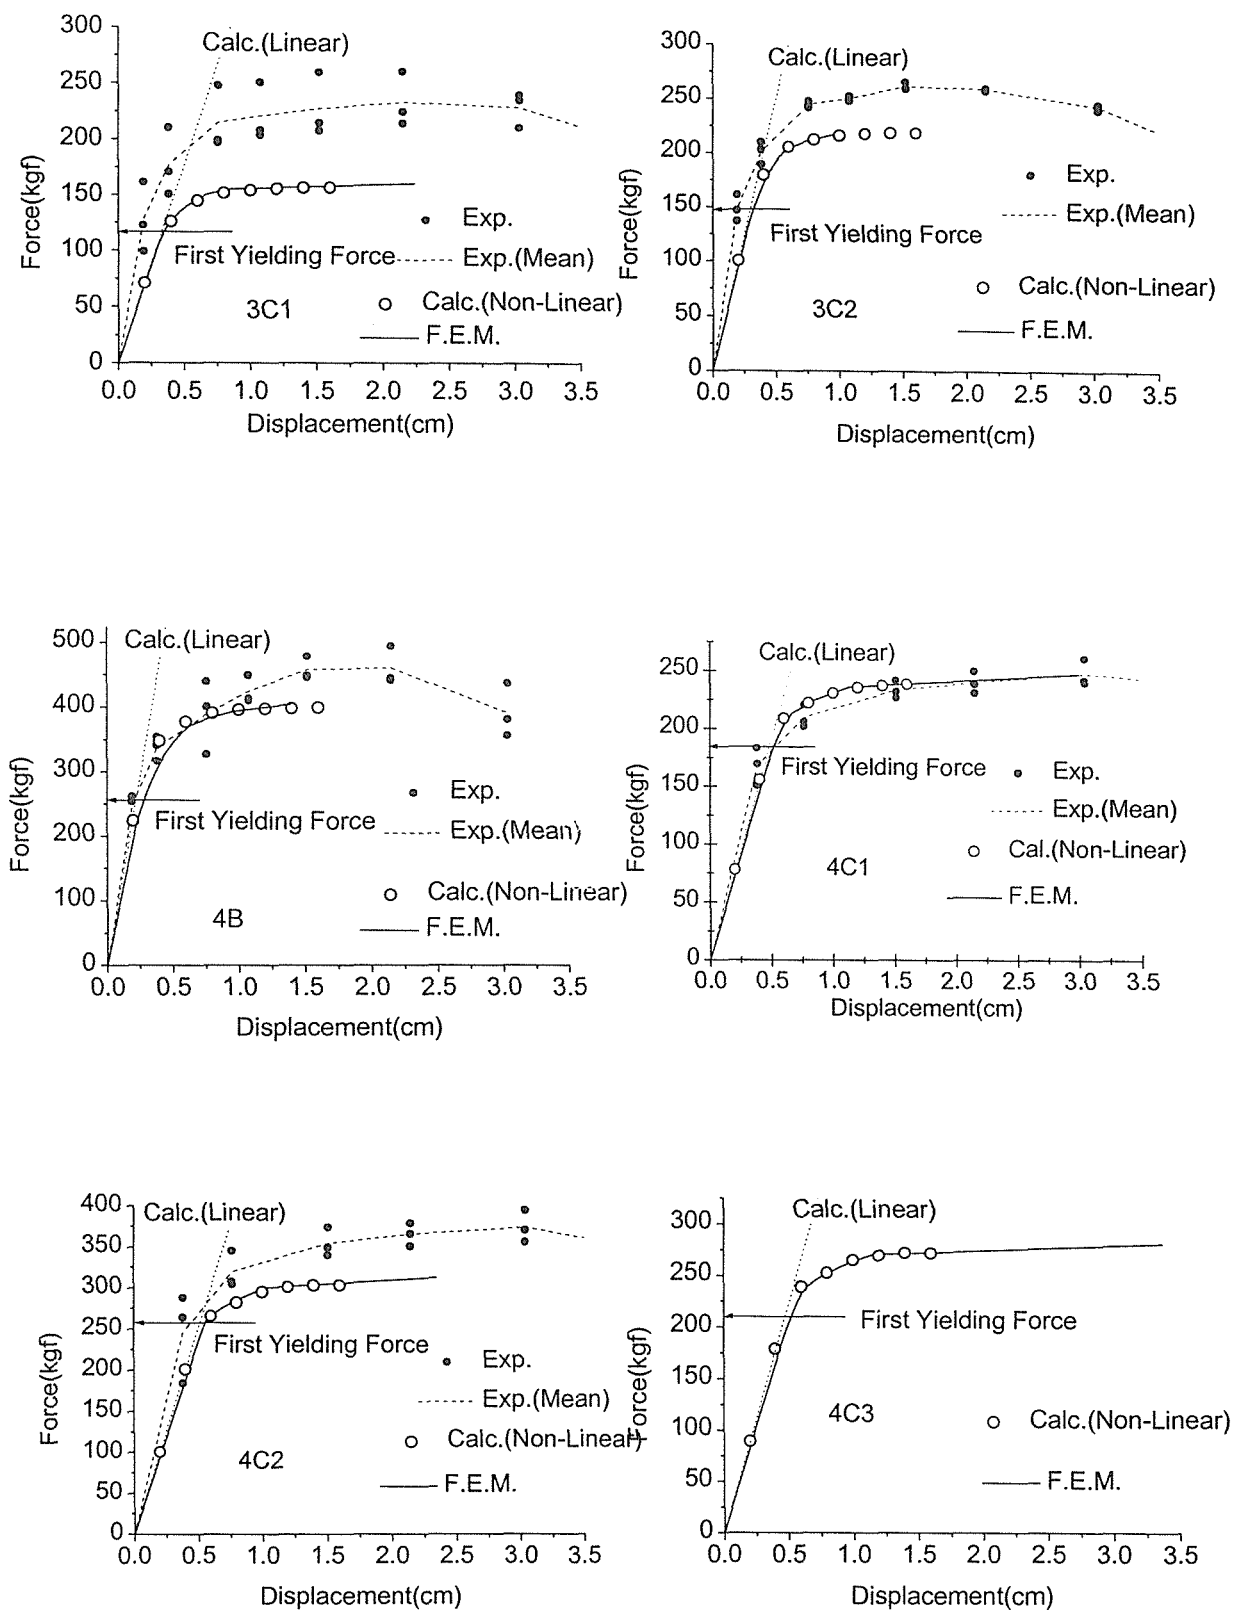 300
250
200
150
100
50
0
Force(kgf)
Calc.(Linear)
Exp.
First Yielding Force
Exp.(Mean)
3C1
Calc.(Non-Linear)
F.E.M.
0.0 0.5 1.0 1.5 2.0 2.5 3.0 3.5
Displacement(cm)
300
250
200
150
100
50
0
Force(kgf)
Calc.(Linear)
Exp.
Exp.(Mean)
First Yielding Force
Calc.(Non-Linear)
3C2
F.E.M.
0.0 0.5 1.0 1.5 2.0 2.5 3.0 3.5
Displacement(cm)
500
400
300
200
100
0
Force(kgf)
Calc.(Linear)
Exp.
First Yielding Force
Exp.(Mean)
Calc.(Non-Linear)
4B
F.E.M.
0.0 0.5 1.0 1.5 2.0 2.5 3.0 3.5
Displacement(cm)
250
200
150
100
50
0
Force(kgf)
Calc.(Linear)
First Yielding Force
Exp.
Exp.(Mean)
Cal.(Non-Linear)
4C1
F.E.M.
0.0 0.5 1.0 1.5 2.0 2.5 3.0 3.5
Displacement(cm)
400
350
300
250
200
150
100
50
0
Force(kgf)
Calc.(Linear)
First Yielding Force
Exp.
Exp.(Mean)
Calc.(Non-Linear)
4C2
F.E.M.
0.0 0.5 1.0 1.5 2.0 2.5 3.0 3.5
Displacement(cm)
300
250
200
150
100
50
0
Force(kgf)
Calc.(Linear)
First Yielding Force
4C3
Calc.(Non-Linear)
F.E.M.
0.0 0.5 1.0 1.5 2.0 2.5 3.0 3.5
Displacement(cm)